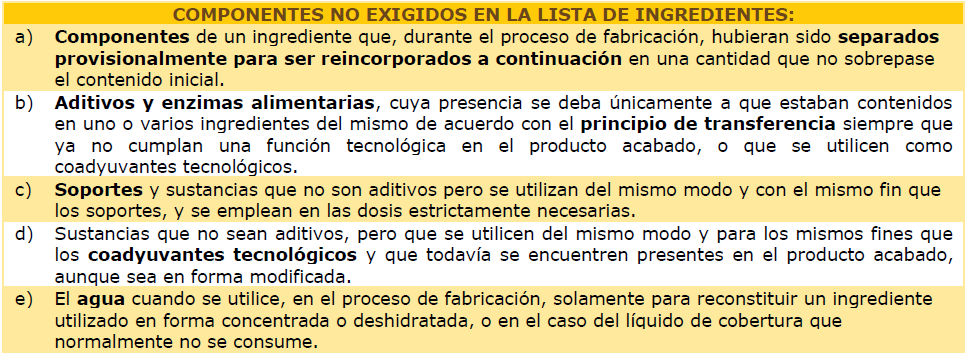 COMPONENTES NO EXIGIDOS EN LA LISTA DE INGREDIENTES:
a) Componentes de un ingrediente que, durante el proceso de fabricación, hubieran sido separados
provisionalmente para ser reincorporados a continuación en una cantidad que no sobrepase
el contenido inicial.
b) Aditivos y enzimas alimentarias, cuya presencia se deba únicamente a que estaban contenidos
en uno o varios ingredientes del mismo de acuerdo con el principio de transferencia siempre que
ya no cumplan una función tecnológica en el producto acabado, o que se utilicen como
coadyuvantes tecnológicos.
c) Soportes y sustancias que no son aditivos pero se utilizan del mismo modo y con el mismo fin que
los soportes, y se emplean en las dosis estrictamente necesarias.
d) Sustancias que no sean aditivos, pero que se utilicen del mismo modo y para los mismos fines que
los coadyuvantes tecnológicos y que todavía se encuentren presentes en el producto acabado,
aunque sea en forma modificada.
e) El agua cuando se utilice, en el proceso de fabricación, solamente para reconstituir un ingrediente
utilizado en forma concentrada o deshidratada, o en el caso del líquido de cobertura que
normalmente no se consume.